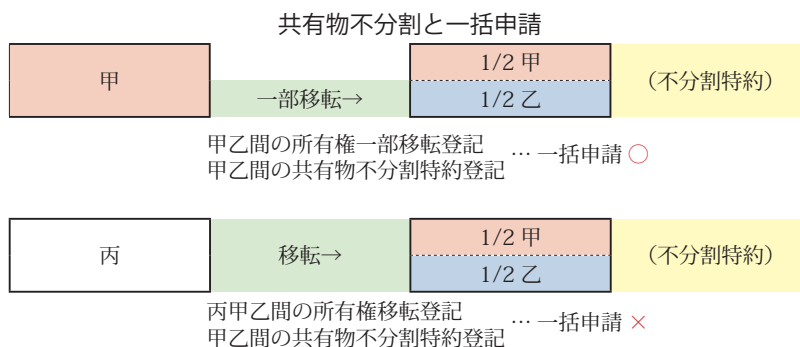 共有物不分割と一括申請
甲
一部移転→
1/2 甲
1/2 乙
（不分割特約）
甲乙間の所有権一部移転登記
甲乙間の共有物不分割特約登記
… 一括申請 ○
丙
移転→
1/2 甲
1/2 乙
（不分割特約）
丙甲乙間の所有権移転登記
甲乙間の共有物不分割特約登記
… 一括申請 ×